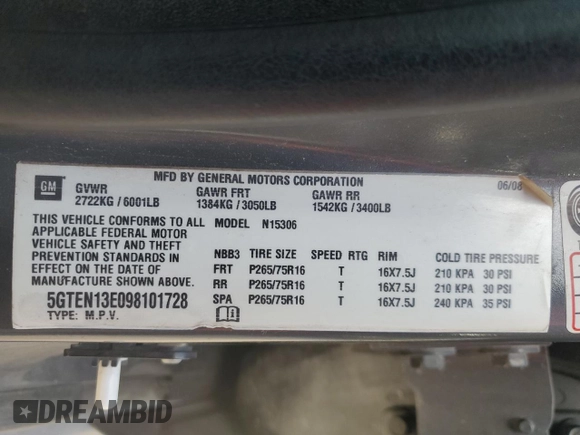 MFD BY GENERAL MOTORS CORPORATION
06/08
GM
GVWR GAWR FRT GAWR RR
2722KG / 6001LB 1384KG / 3050LB 1542KG / 3400LB
THIS VEHICLE CONFORMS TO ALL MODEL N15306
APPLICABLE FEDERAL MOTOR
VEHICLE SAFETY AND THEFT
PREVENTION STANDARDS IN
EFFECT ON THE DATE OF
MANUFACTURE SHOWN ABOVE.
5GTEN13E098101728
TYPE: M.P.V.
NBB3 TIRE SIZE SPEED RTG RIM COLD TIRE PRESSURE
FRT P265/75R16 T 16X7.5J 210 KPA 30 PSI
RR P265/75R16 T 16X7.5J 210 KPA 30 PSI
SPA P265/75R16 T 16X7.5J 240 KPA 35 PSI
DREAMBID